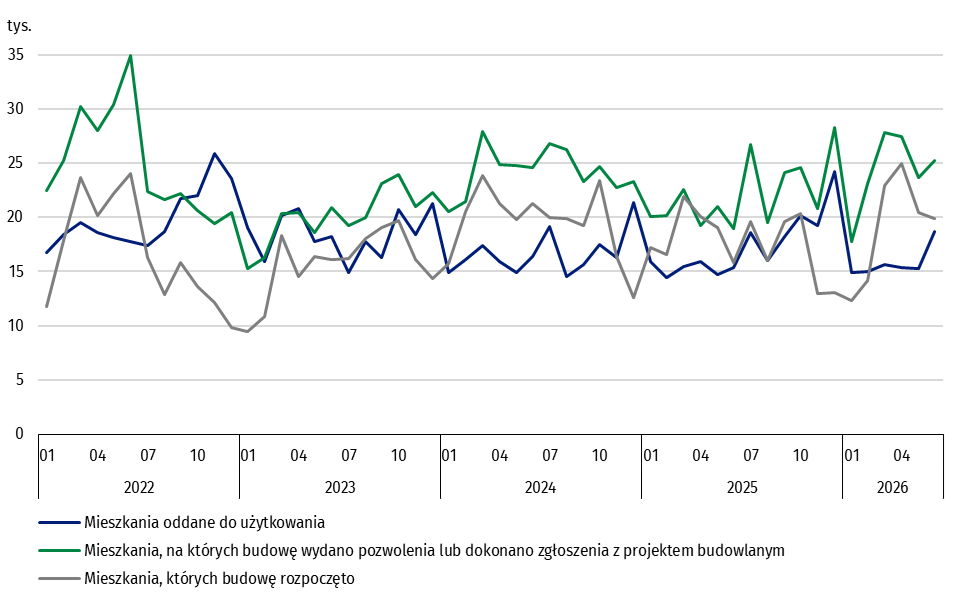 tys.
35
30
25
20
15
10
5
0
01 04 07 10 01 04 07 10 01 04 07 10 01 04 07 10 01 04
2022 2023 2024 2025 2026
Mieszkania oddane do użytkowania
Mieszkania, na których budowę wydano pozwolenia lub dokonano zgłoszenia z projektem budowlanym
Mieszkania, których budowę rozpoczęto